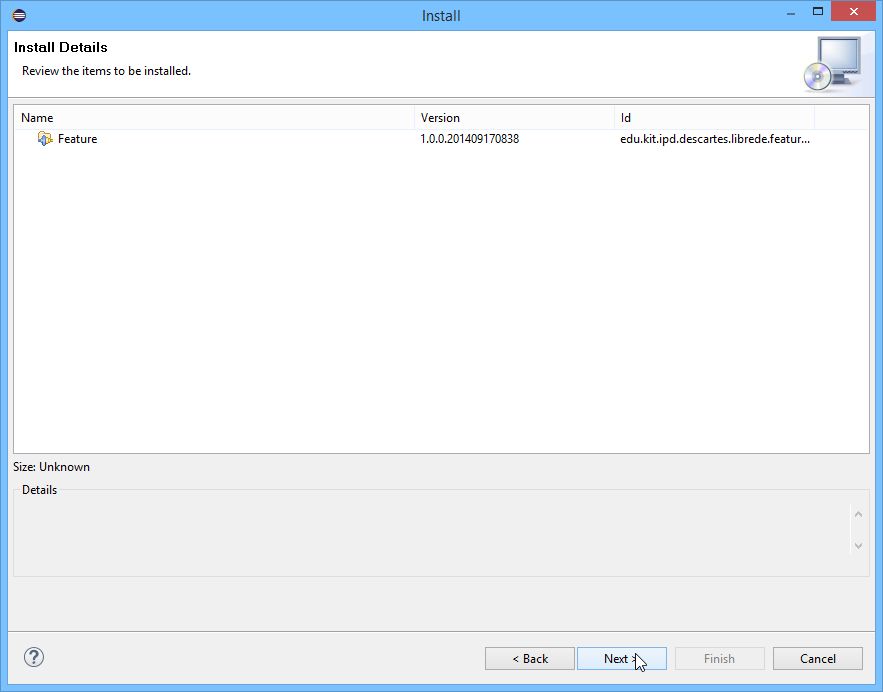 Install
Install Details
Review the items to be installed.
Name Version Id
Feature 1.0.0.201409170838 edu.kit.ipd.descartes.librede.featur...
Size: Unknown
Details
? < Back Next > Finish Cancel